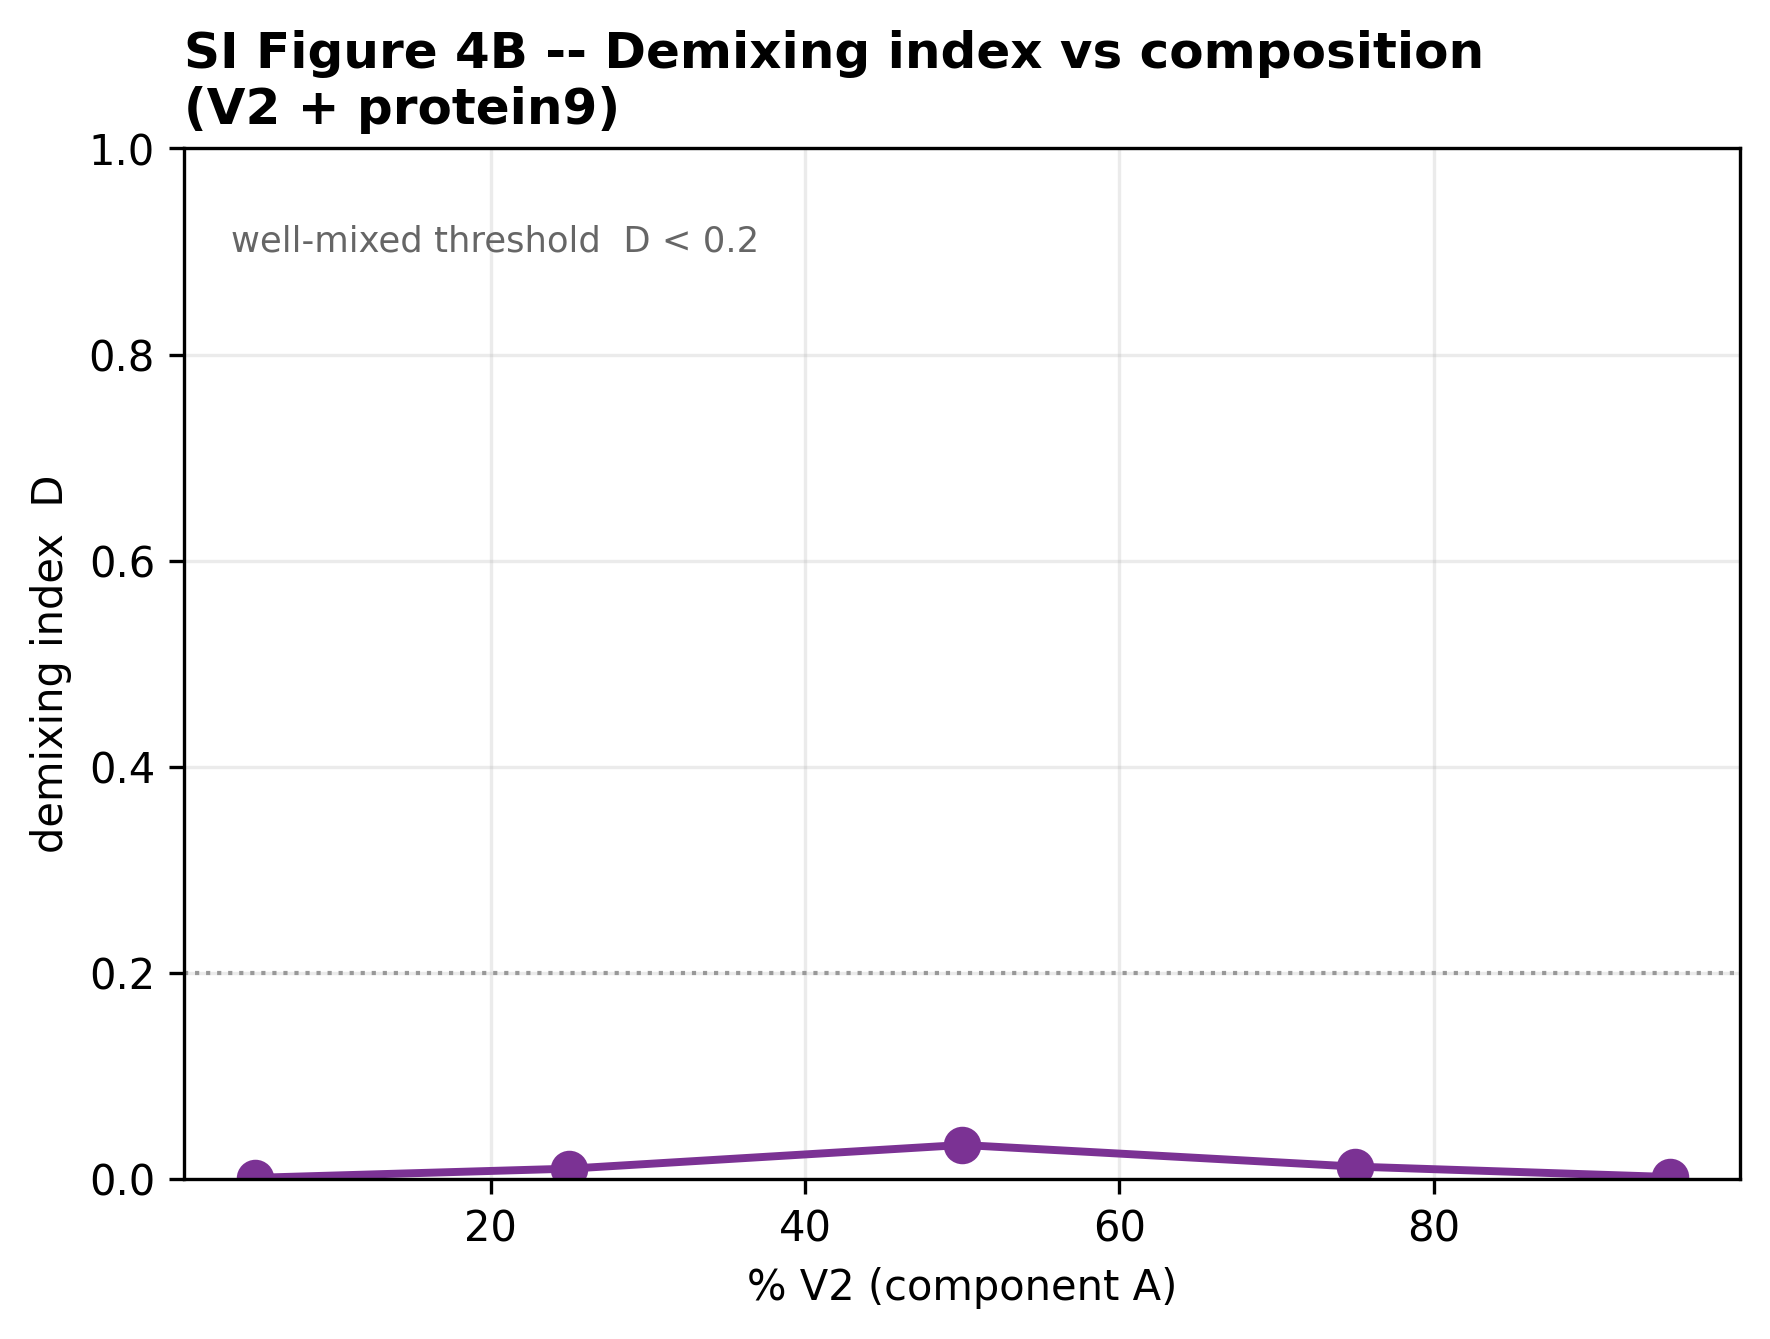 SI Figure 4B -- Demixing index vs composition
(V2 + protein9)
1.0
well-mixed threshold  D < 0.2
0.8
0.6
0.4
0.2
0.0
demixing index  D
20
40
60
80
% V2 (component A)